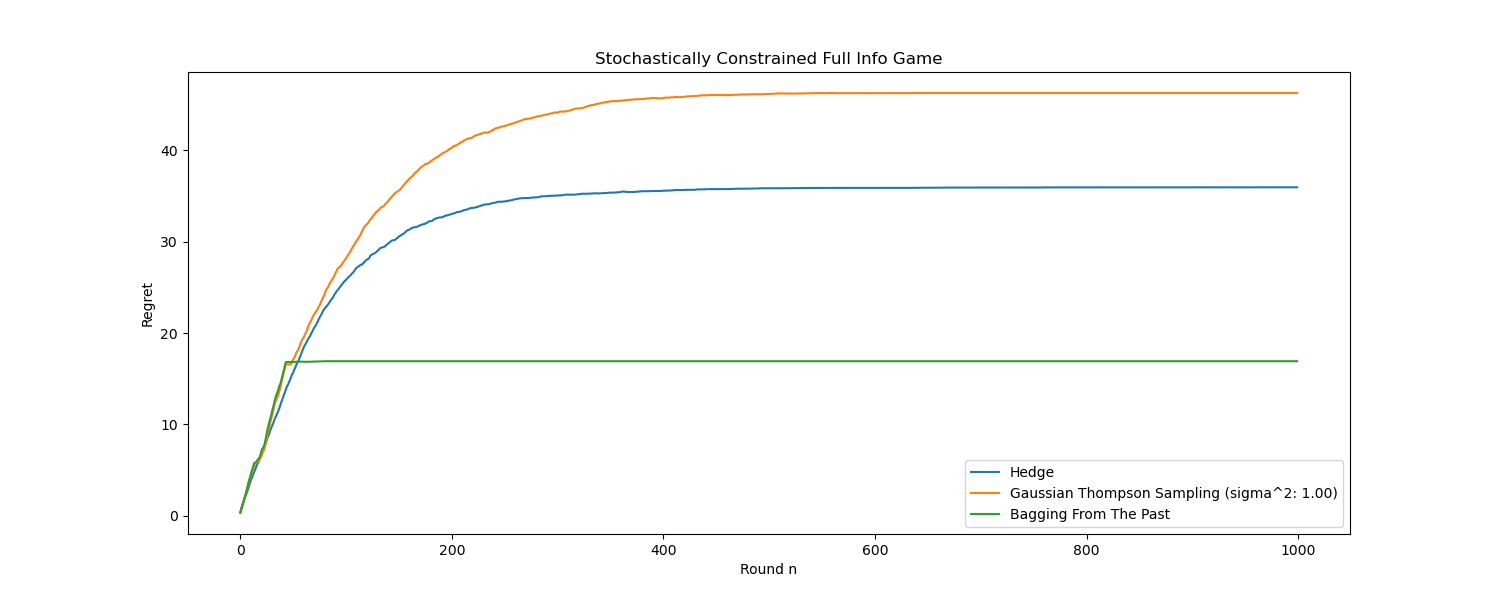 Stochastically Constrained Full Info Game
Regret
40
30
20
10
0
0 200 400 600 800 1000
Round n
Hedge
Gaussian Thompson Sampling (sigma^2: 1.00)
Bagging From The Past